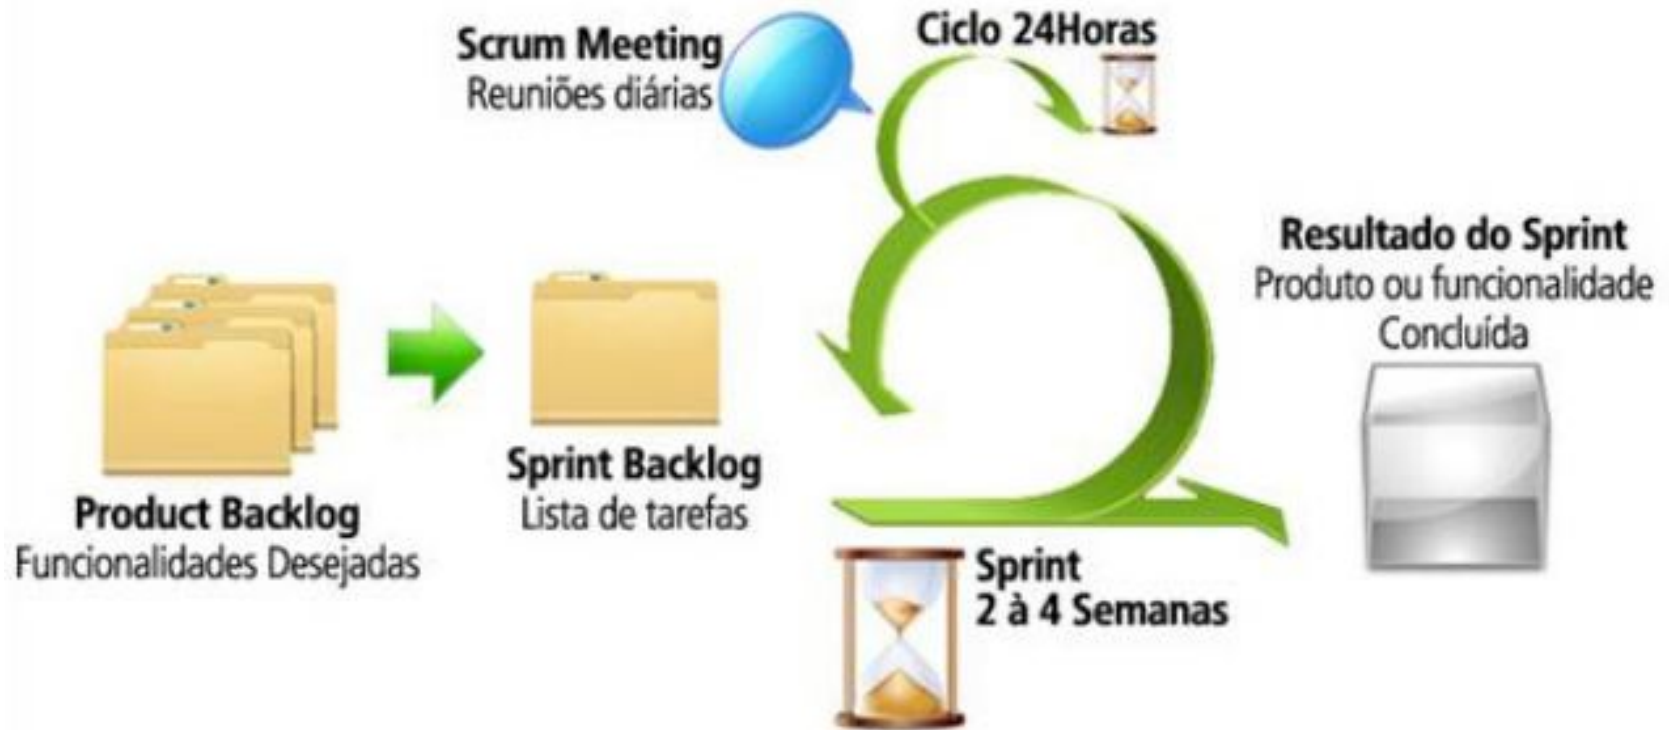 Scrum Meeting
Reuniões diárias
Ciclo 24Horas
Resultado do Sprint
Produto ou funcionalidade
Concluída
Sprint Backlog
Lista de tarefas
Product Backlog
Funcionalidades Desejadas
Sprint
2 à 4 Semanas